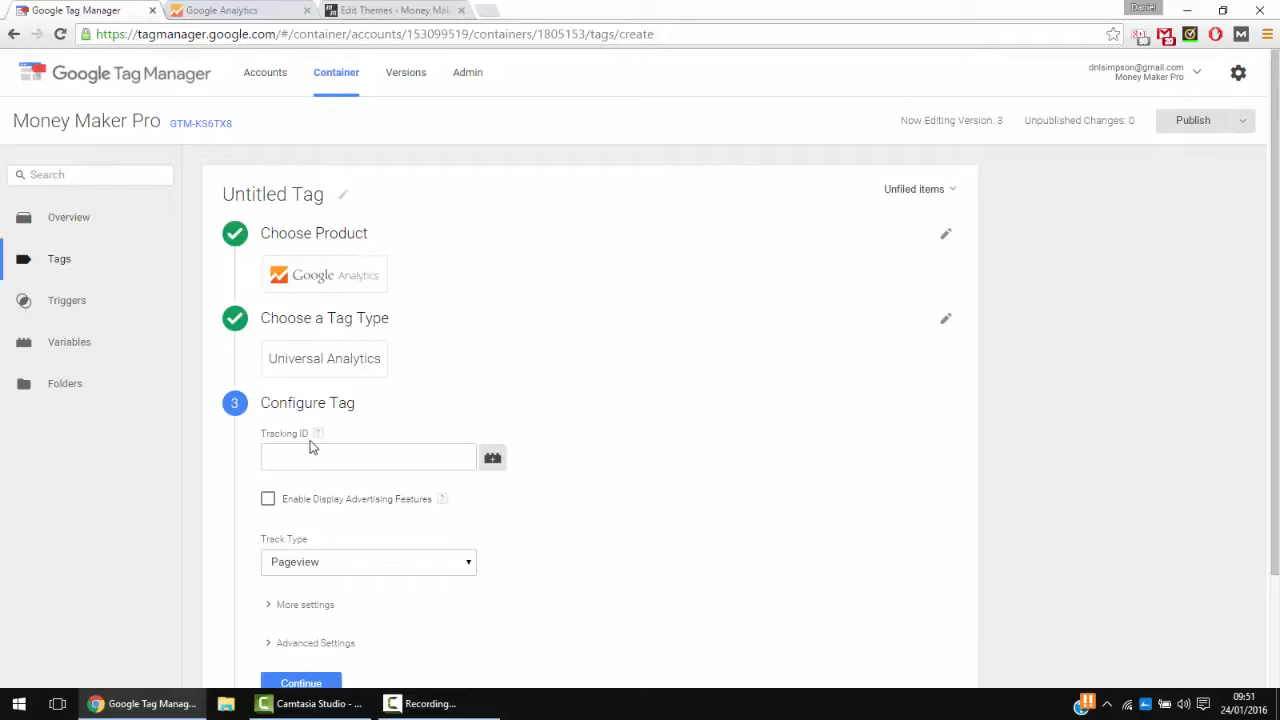 Google Tag Manager
Google Analytics
Edit Themes ‹ Money Mak
Daniel
https://tagmanager.google.com/#/container/accounts/153099519/containers/1805153/tags/create
20
Google Tag Manager
Accounts
Container
Versions
Admin
dnlsimpson@gmail.com
Money Maker Pro
Money Maker Pro
GTM-KS6TX8
Now Editing Version: 3
Unpublished Changes: 0
Publish
Search
Overview
Tags
Triggers
Variables
Folders
Untitled Tag
Unfiled items
Choose Product
Google Analytics
Choose a Tag Type
Universal Analytics
3
Configure Tag
Tracking ID ?
Enable Display Advertising Features ?
Track Type
Pageview
More settings
Advanced Settings
Continue
Google Tag Manag...
Camtasia Studio - ...
Recording...
09:51
24/01/2016